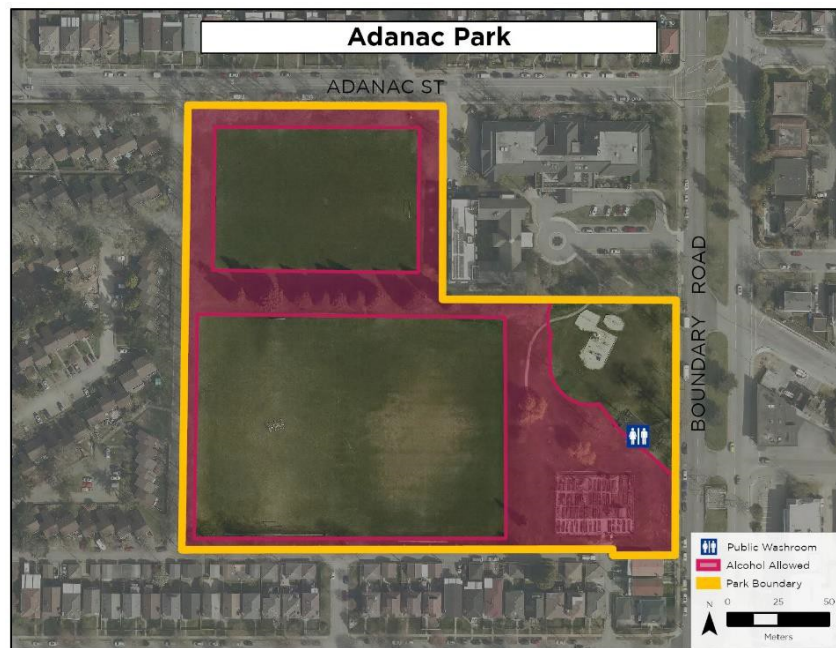 Adanac Park
ADANAC ST
BOUNDARY ROAD
Public Washroom
Alcohol Allowed
Park Boundary
N
0 25 50
Meters